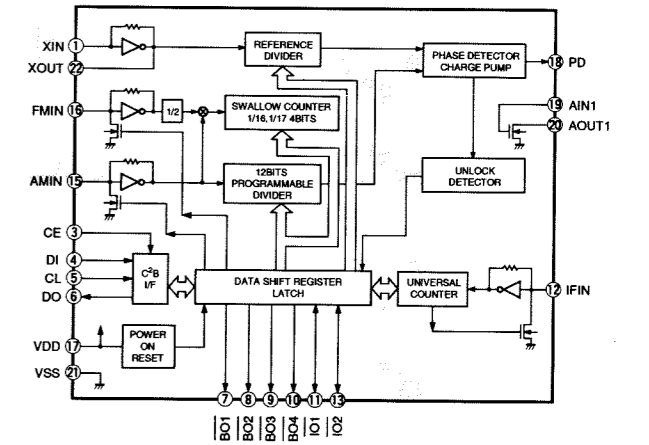 XIN 1
XOUT 22
FMIN 16
AMIN 15
CE 3
DI 4
CL 5
DO 6
VDD 17
VSS 21
REFERENCE
DIVIDER
1/2
SWALLOW COUNTER
1/16,1/17 4BITS
12BITS
PROGRAMMABLE
DIVIDER
C²B
I/F
DATA SHIFT REGISTER
LATCH
POWER
ON
RESET
PHASE DETECTOR
CHARGE PUMP
UNLOCK
DETECTOR
UNIVERSAL
COUNTER
18 PD
19 AIN1
20 AOUT1
12 IFIN
7 8 9 10 11 13
BO1
BO2
BO3
BO4
IO1
IO2